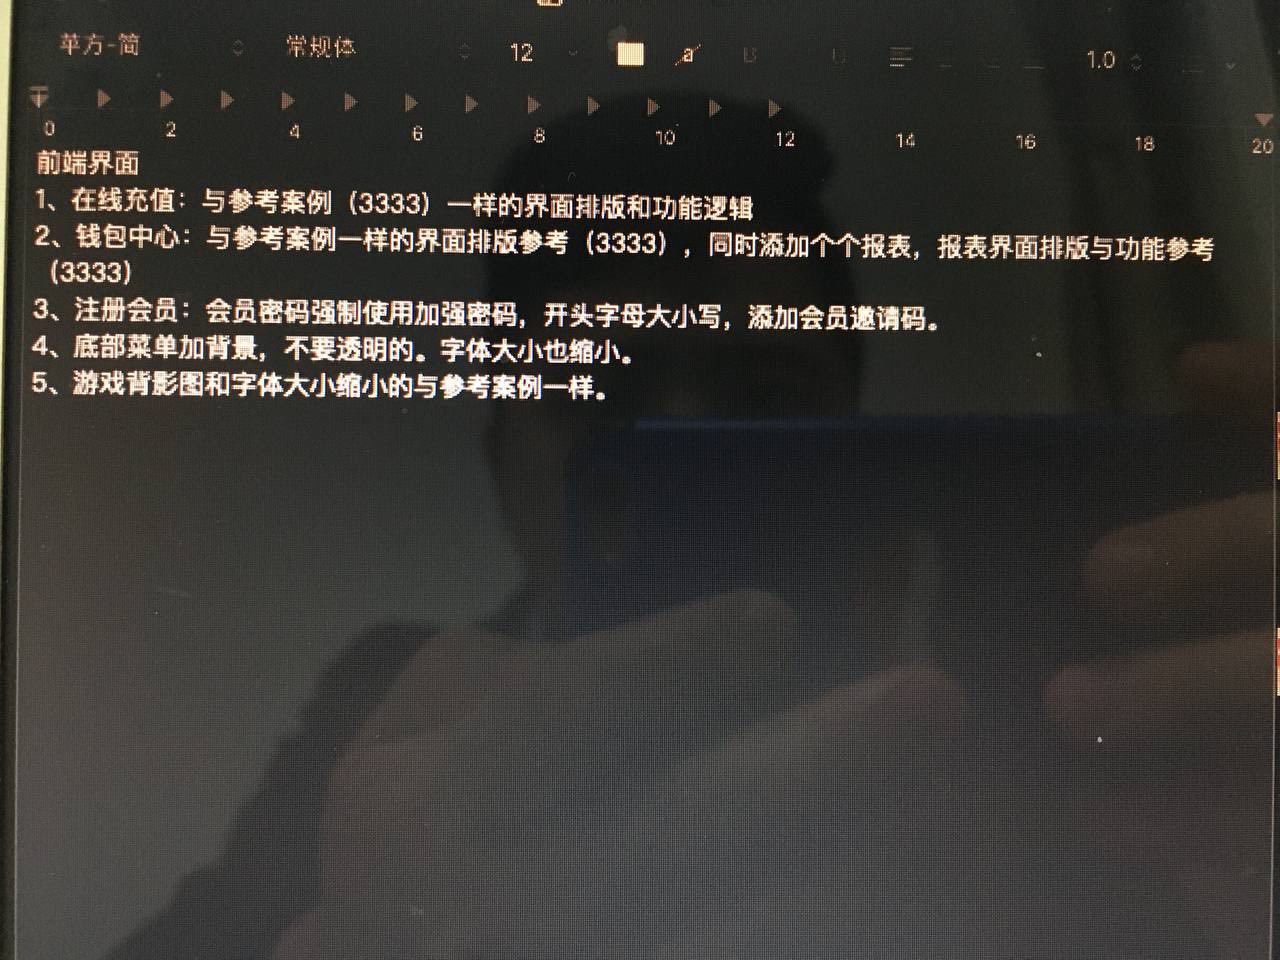 苹方-简 常规体 12 a B U 1.0
0 2 4 6 8 10 12 14 16 18 20
前端界面
1、在线充值：与参考案例（3333）一样的界面排版和功能逻辑
2、钱包中心：与参考案例一样的界面排版参考（3333），同时添加个个报表，报表界面排版与功能参考
（3333）
3、注册会员：会员密码强制使用加强密码，开头字母大小写，添加会员邀请码。
4、底部菜单加背景，不要透明的。字体大小也缩小。
5、游戏背影图和字体大小缩小的与参考案例一样。